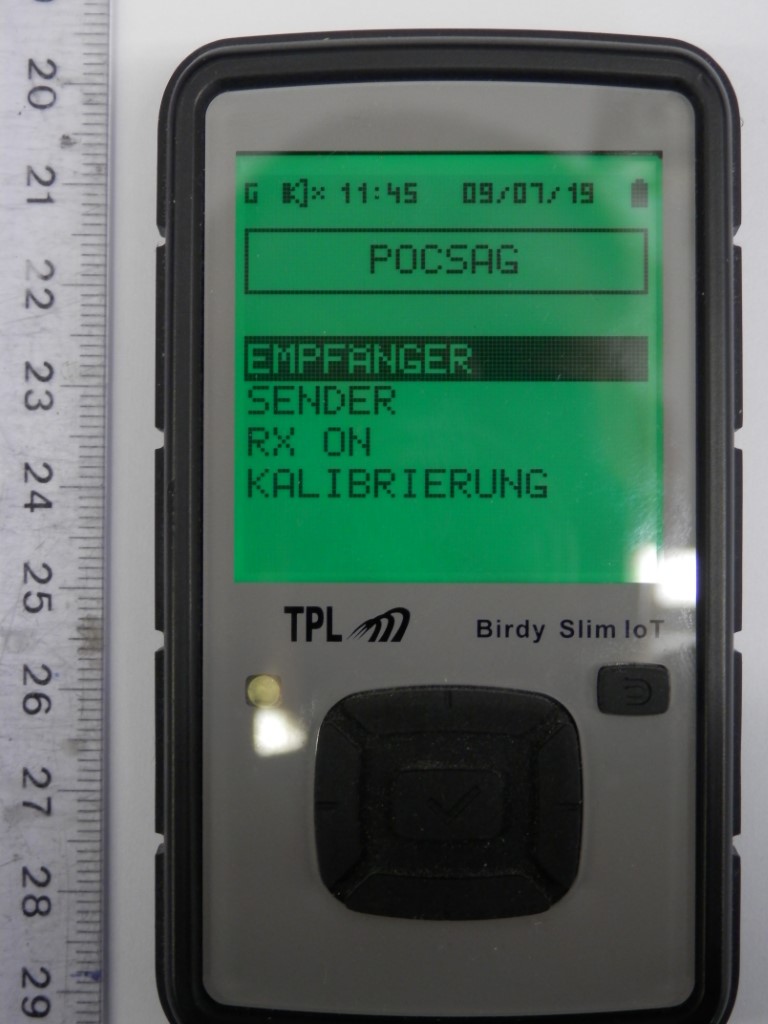 20
21
22
23
24
25
26
27
28
29
G 11:45 09/07/19
POCSAG
EMPFÄNGER
SENDER
RX ON
KALIBRIERUNG
TPL Birdy Slim IoT